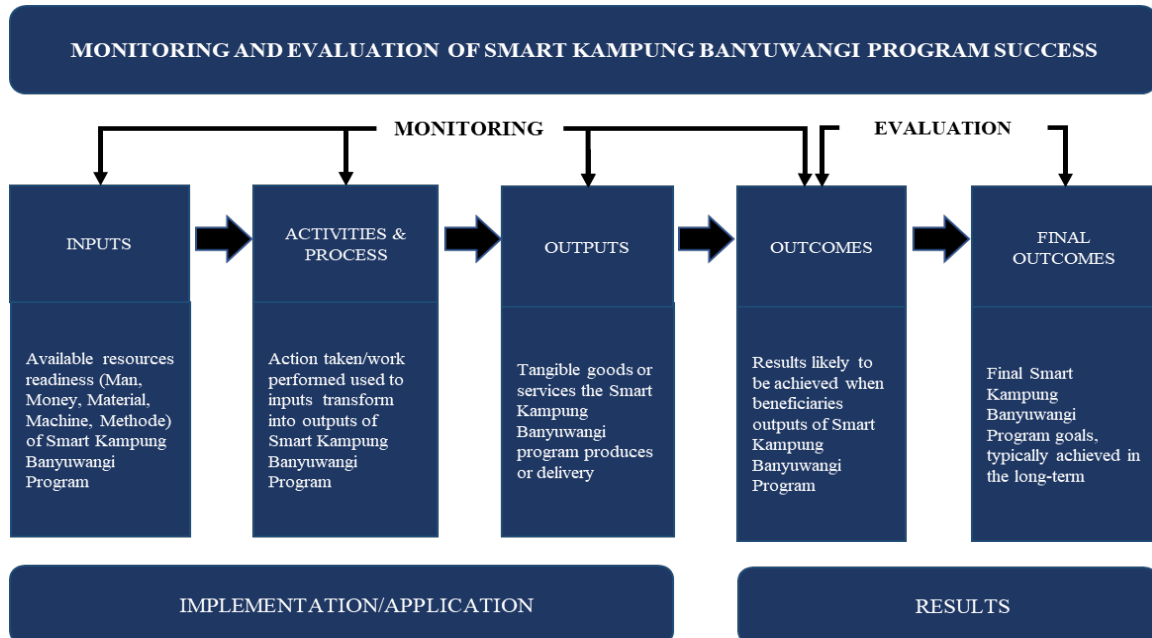 MONITORING AND EVALUATION OF SMART KAMPUNG BANYUWANGI PROGRAM SUCCESS
MONITORING
EVALUATION
INPUTS
ACTIVITIES &
PROCESS
OUTPUTS
OUTCOMES
FINAL
OUTCOMES
Available resources
readiness (Man,
Money, Material,
Machine, Methode)
of Smart Kampung
Banyuwangi
Program
Action taken/work
performed used to
inputs transform
into outputs of
Smart Kampung
Banyuwangi
Program
Tangible goods or
services the Smart
Kampung
Banyuwangi
program produces
or delivery
Results likely to
be achieved when
beneficiaries
outputs of Smart
Kampung
Banyuwangi
Program
Final Smart
Kampung
Banyuwangi
Program goals,
typically achieved in
the long-term
IMPLEMENTATION/APPLICATION
RESULTS